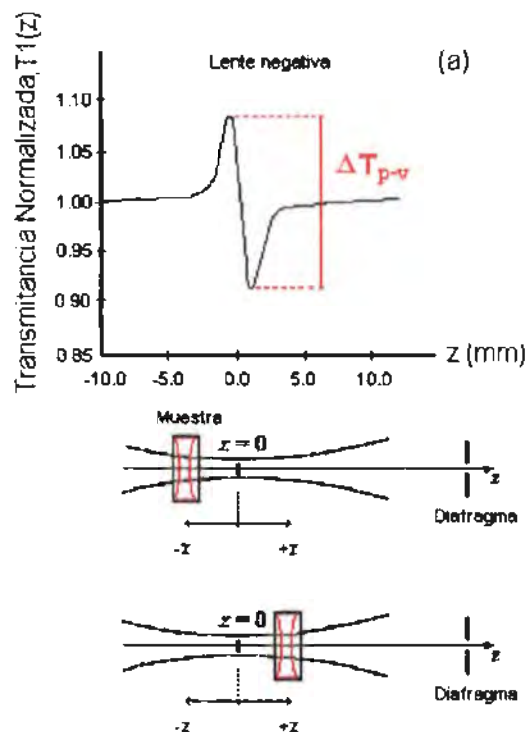 Transmitancia Normalizada,T1(z)
Lente negativa
(a)
1.10
1.05
1.00
0.95
0.90
0.85
ΔTp-v
z (mm)
-10.0 -5.0 0.0 5.0 10.0
Muestra
z = 0
z
Diafragma
-z +z
z = 0
z
Diafragma
-z +z